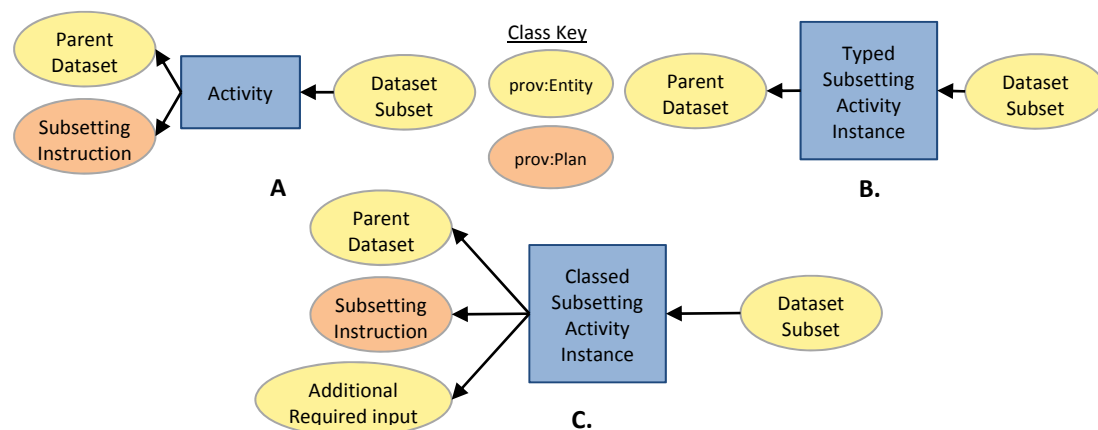 Parent
Dataset
Subsetting
Instruction
Activity
Dataset
Subset
A
Class Key
prov:Entity
prov:Plan
Parent
Dataset
Typed
Subsetting
Activity
Instance
Dataset
Subset
B.
Parent
Dataset
Subsetting
Instruction
Additional
Required input
Classed
Subsetting
Activity
Instance
Dataset
Subset
C.